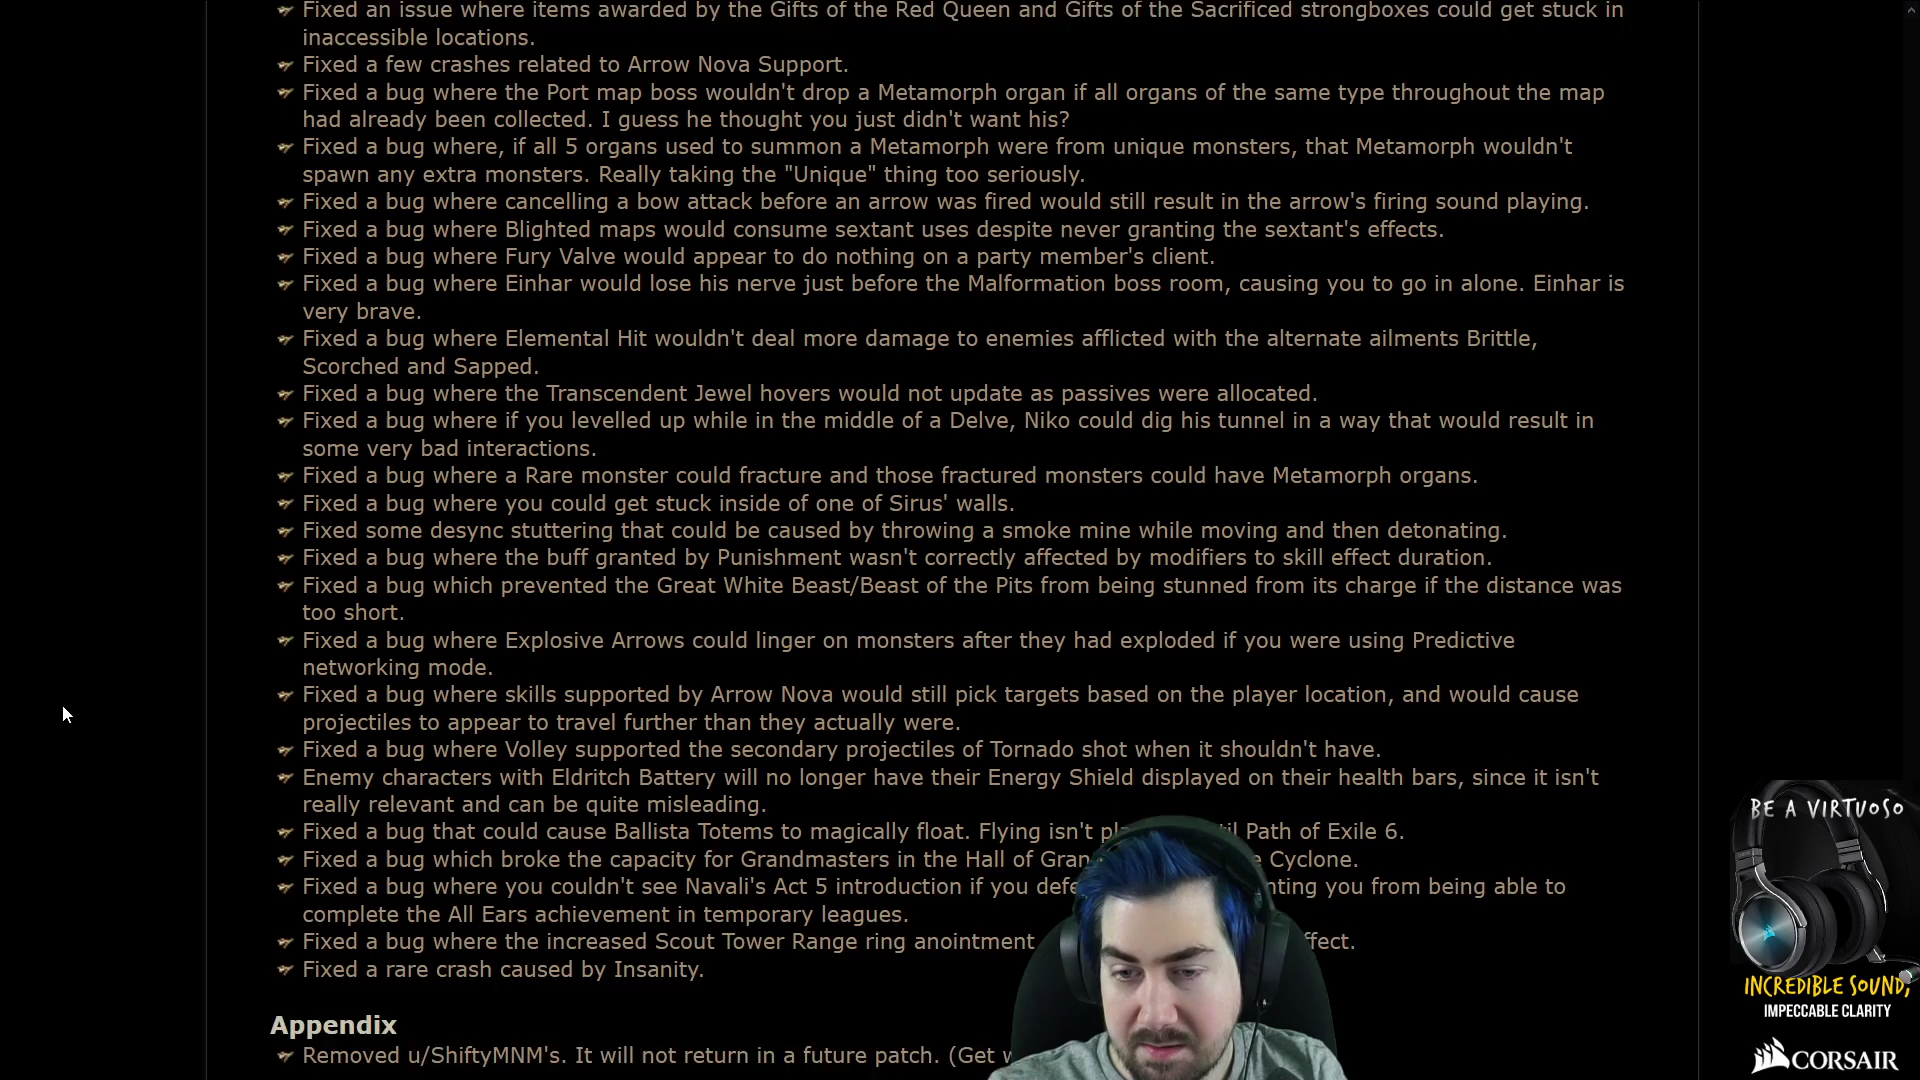 Fixed an issue where items awarded by the Gifts of the Red Queen and Gifts of the Sacrificed strongboxes could get stuck in
inaccessible locations.
Fixed a few crashes related to Arrow Nova Support.
Fixed a bug where the Port map boss wouldn't drop a Metamorph organ if all organs of the same type throughout the map
had already been collected. I guess he thought you just didn't want his?
Fixed a bug where, if all 5 organs used to summon a Metamorph were from unique monsters, that Metamorph wouldn't
spawn any extra monsters. Really taking the "Unique" thing too seriously.
Fixed a bug where cancelling a bow attack before an arrow was fired would still result in the arrow's firing sound playing.
Fixed a bug where Blighted maps would consume sextant uses despite never granting the sextant's effects.
Fixed a bug where Fury Valve would appear to do nothing on a party member's client.
Fixed a bug where Einhar would lose his nerve just before the Malformation boss room, causing you to go in alone. Einhar is
very brave.
Fixed a bug where Elemental Hit wouldn't deal more damage to enemies afflicted with the alternate ailments Brittle,
Scorched and Sapped.
Fixed a bug where the Transcendent Jewel hovers would not update as passives were allocated.
Fixed a bug where if you levelled up while in the middle of a Delve, Niko could dig his tunnel in a way that would result in
some very bad interactions.
Fixed a bug where a Rare monster could fracture and those fractured monsters could have Metamorph organs.
Fixed a bug where you could get stuck inside of one of Sirus' walls.
Fixed some desync stuttering that could be caused by throwing a smoke mine while moving and then detonating.
Fixed a bug where the buff granted by Punishment wasn't correctly affected by modifiers to skill effect duration.
Fixed a bug which prevented the Great White Beast/Beast of the Pits from being stunned from its charge if the distance was
too short.
Fixed a bug where Explosive Arrows could linger on monsters after they had exploded if you were using Predictive
networking mode.
Fixed a bug where skills supported by Arrow Nova would still pick targets based on the player location, and would cause
projectiles to appear to travel further than they actually were.
Fixed a bug where Volley supported the secondary projectiles of Tornado shot when it shouldn't have.
Enemy characters with Eldritch Battery will no longer have their Energy Shield displayed on their health bars, since it isn't
really relevant and can be quite misleading.
Fixed a bug that could cause Ballista Totems to magically float. Flying isn't Path of Exile 6.
Fixed a bug which broke the capacity for Grandmasters in the Hall of Cyclone.
Fixed a bug where you couldn't see Navali's Act 5 introduction if you you from being able to
complete the All Ears achievement in temporary leagues.
Fixed a bug where the increased Scout Tower Range ring anointment
Fixed a rare crash caused by Insanity.
Appendix
Removed u/ShiftyMNM's. It will not return in a future patch. (Get
BE A VIRTUOSO
INCREDIBLE SOUND,
IMPECCABLE CLARITY
CORSAIR